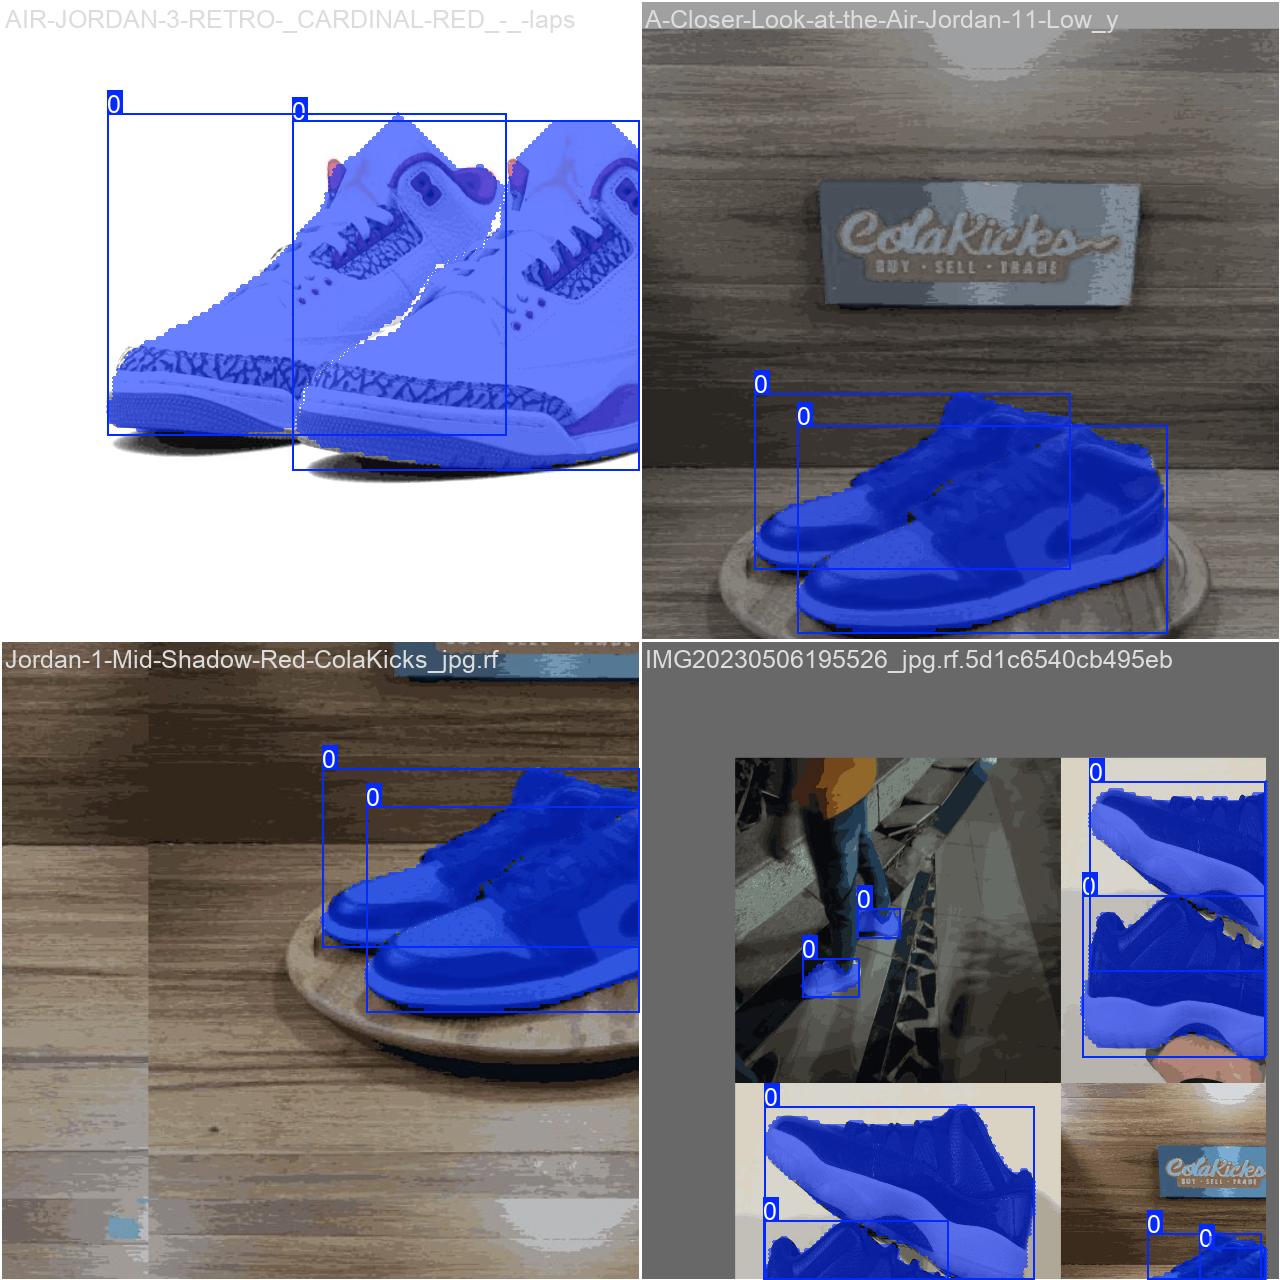 AIR-JORDAN-3-RETRO-_CARDINAL-RED_-_-laps
A-Closer-Look-at-the-Air-Jordan-11-Low_y
0
0
ColaKicks
BUY · SELL · TRADE
0
0
Jordan-1-Mid-Shadow-Red-ColaKicks_jpg.rf
IMG20230506195526_jpg.rf.5d1c6540cb495eb
0
0
0
0
0
0
0
0
ColaKicks
BUY · SELL · TRADE
0
0